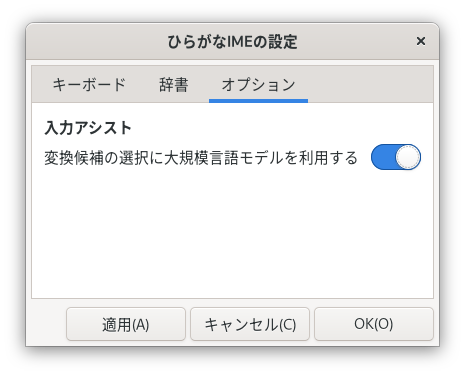 ひらがなIMEの設定
キーボード 辞書 オプション
入力アシスト
変換候補の選択に大規模言語モデルを利用する
適用(A) キャンセル(C) OK(O)